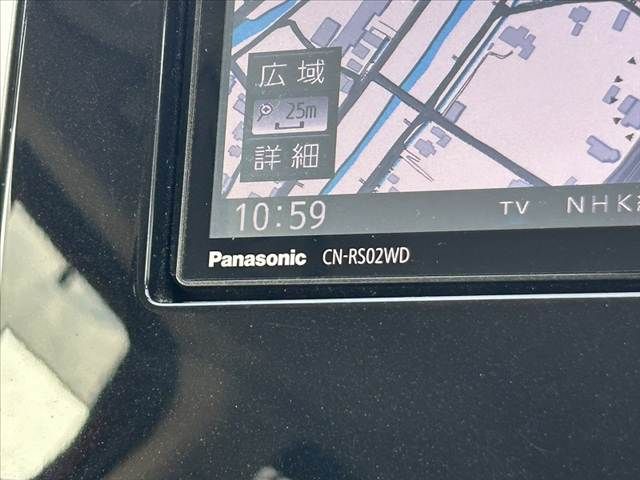 広域
25m
詳細
10:59 TV NHK
Panasonic CN-RS02WD